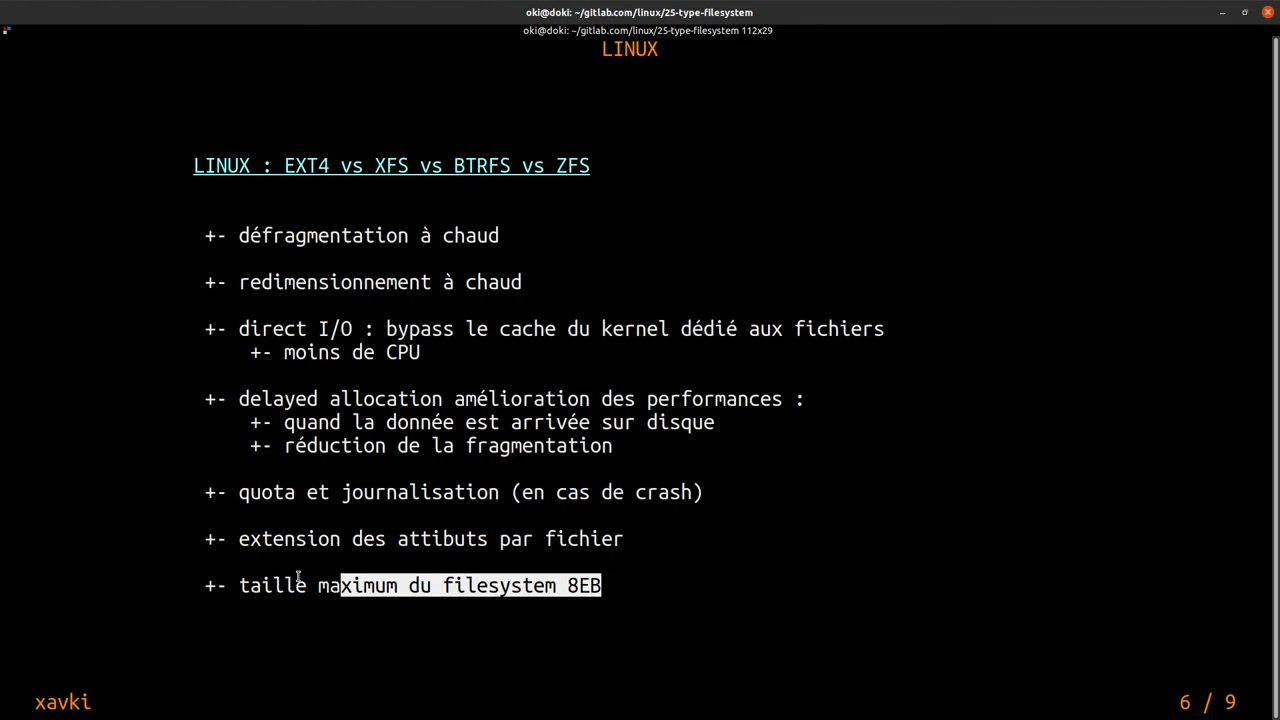 oki@doki: ~/gitlab.com/linux/25-type-filesystem
oki@doki: ~/gitlab.com/linux/25-type-filesystem 112x29
LINUX
LINUX : EXT4 vs XFS vs BTRFS vs ZFS
+- défragmentation à chaud
+- redimensionnement à chaud
+- direct I/O : bypass le cache du kernel dédié aux fichiers
+- moins de CPU
+- delayed allocation amélioration des performances :
+- quand la donnée est arrivée sur disque
+- réduction de la fragmentation
+- quota et journalisation (en cas de crash)
+- extension des attibuts par fichier
+- taille maximum du filesystem 8EB
xavki
6 / 9